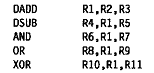 DADD R1,R2,R3
DSUB R4,R1,R5
AND R6,R1,R7
OR R8,R1,R9
XOR R10,R1,R11